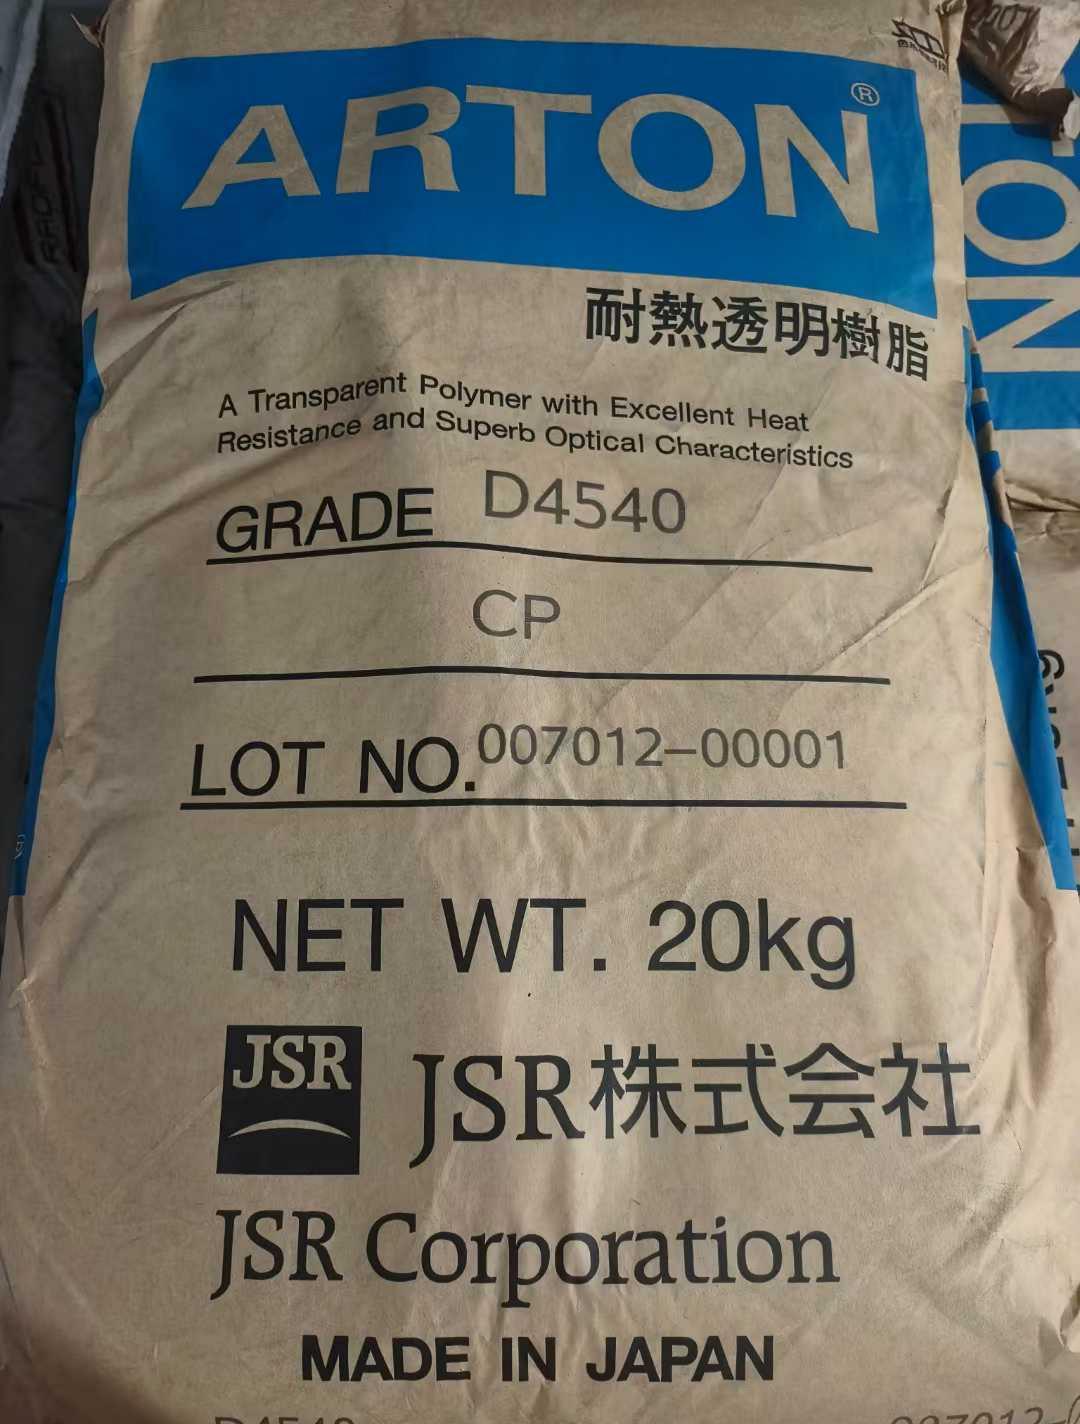 ARTON®
耐熱透明樹脂
A Transparent Polymer with Excellent Heat
Resistance and Superb Optical Characteristics
GRADE D4540
CP
LOT NO. 007012-00001
NET WT. 20kg
JSR
JSR株式会社
JSR Corporation
MADE IN JAPAN
D4540
007012-